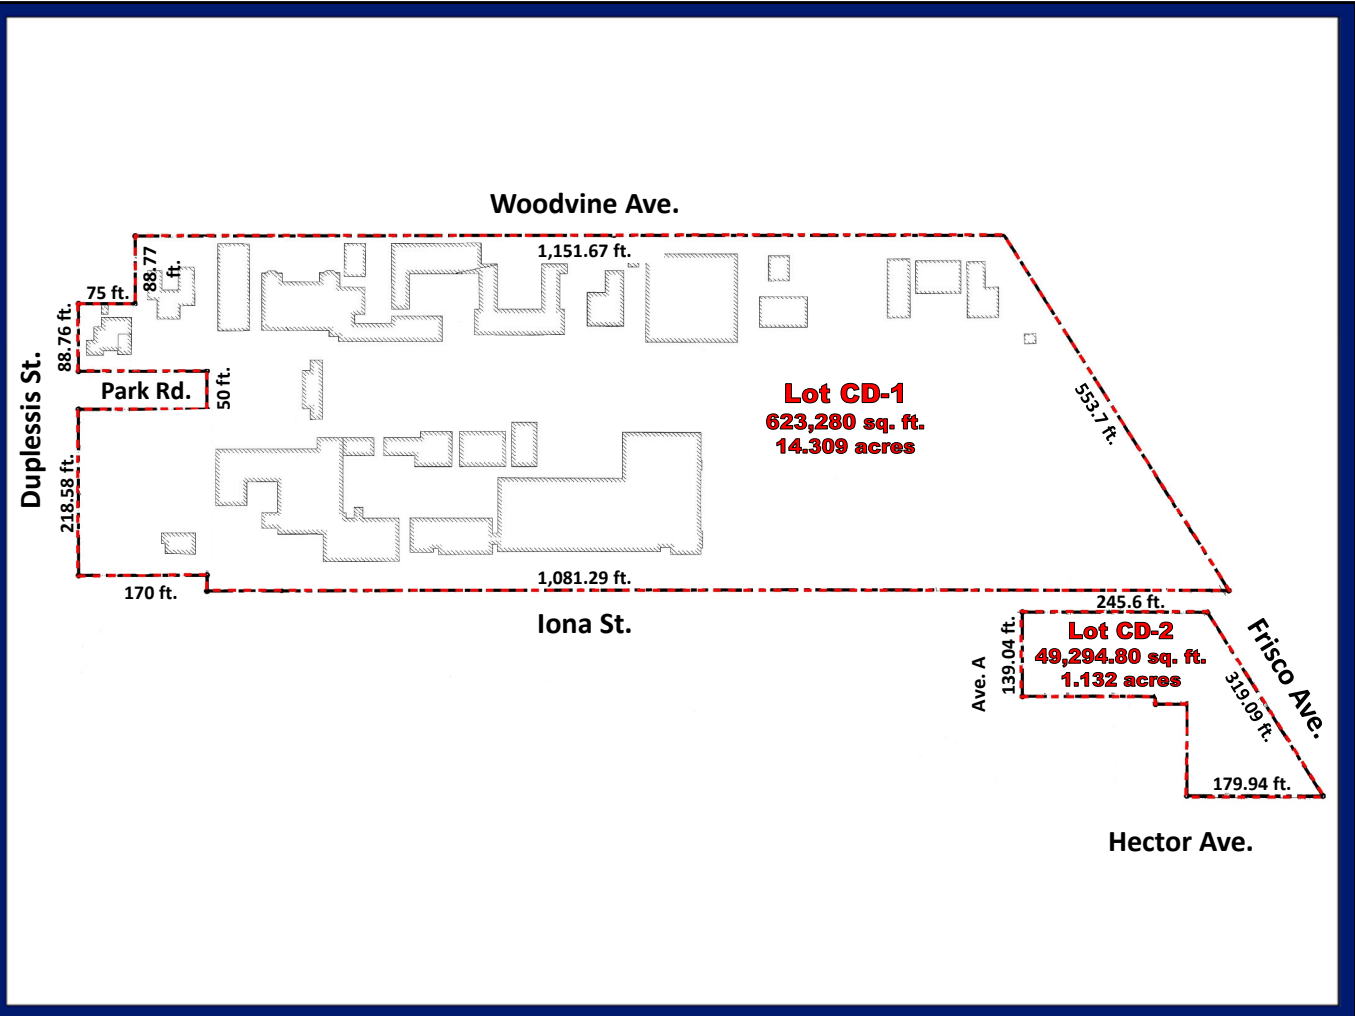 Woodvine Ave.
1,151.67 ft.
88.77
ft.
75 ft.
88.76 ft.
Duplessis St.
Park Rd.
50 ft.
Lot CD-1
623,280 sq. ft.
14.309 acres
553.7 ft.
218.58 ft.
170 ft.
1,081.29 ft.
Iona St.
245.6 ft.
Lot CD-2
49,294.80 sq. ft.
1.132 acres
139.04 ft.
Ave. A
319.09 ft.
Frisco Ave.
179.94 ft.
Hector Ave.